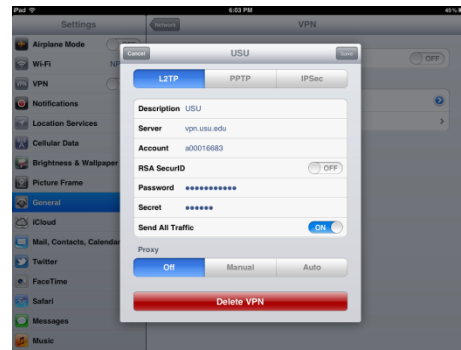 iPad
5:03 PM
45%
Settings
Network
VPN
Airplane Mode
Wi-Fi
VPN
Notifications
Location Services
Cellular Data
Brightness & Wallpaper
Picture Frame
General
iCloud
Mail, Contacts, Calendar
Twitter
FaceTime
Safari
Messages
Music
OFF
Cancel
USU
Save
L2TP PPTP IPSec
Description USU
Server vpn.usu.edu
Account a00016683
RSA SecurID OFF
Password ●●●●●●●●●●●
Secret ●●●●●●
Send All Traffic ON
Proxy
Off Manual Auto
Delete VPN